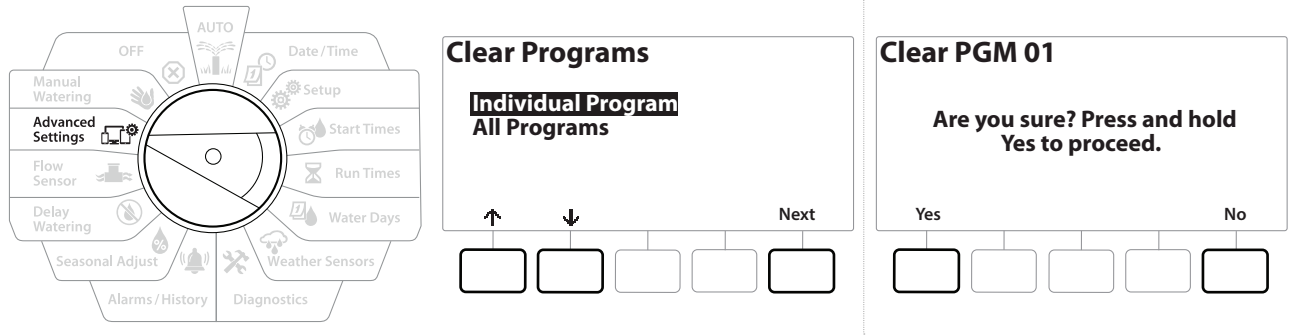 AUTO
OFF
Date/Time
Manual
Watering
Setup
Advanced
Settings
Start Times
Flow
Sensor
Run Times
Delay
Watering
Water Days
Seasonal Adjust
Weather Sensors
Alarms/History
Diagnostics
Clear Programs
Individual Program
All Programs
Next
Clear PGM 01
Are you sure? Press and hold
Yes to proceed.
Yes
No